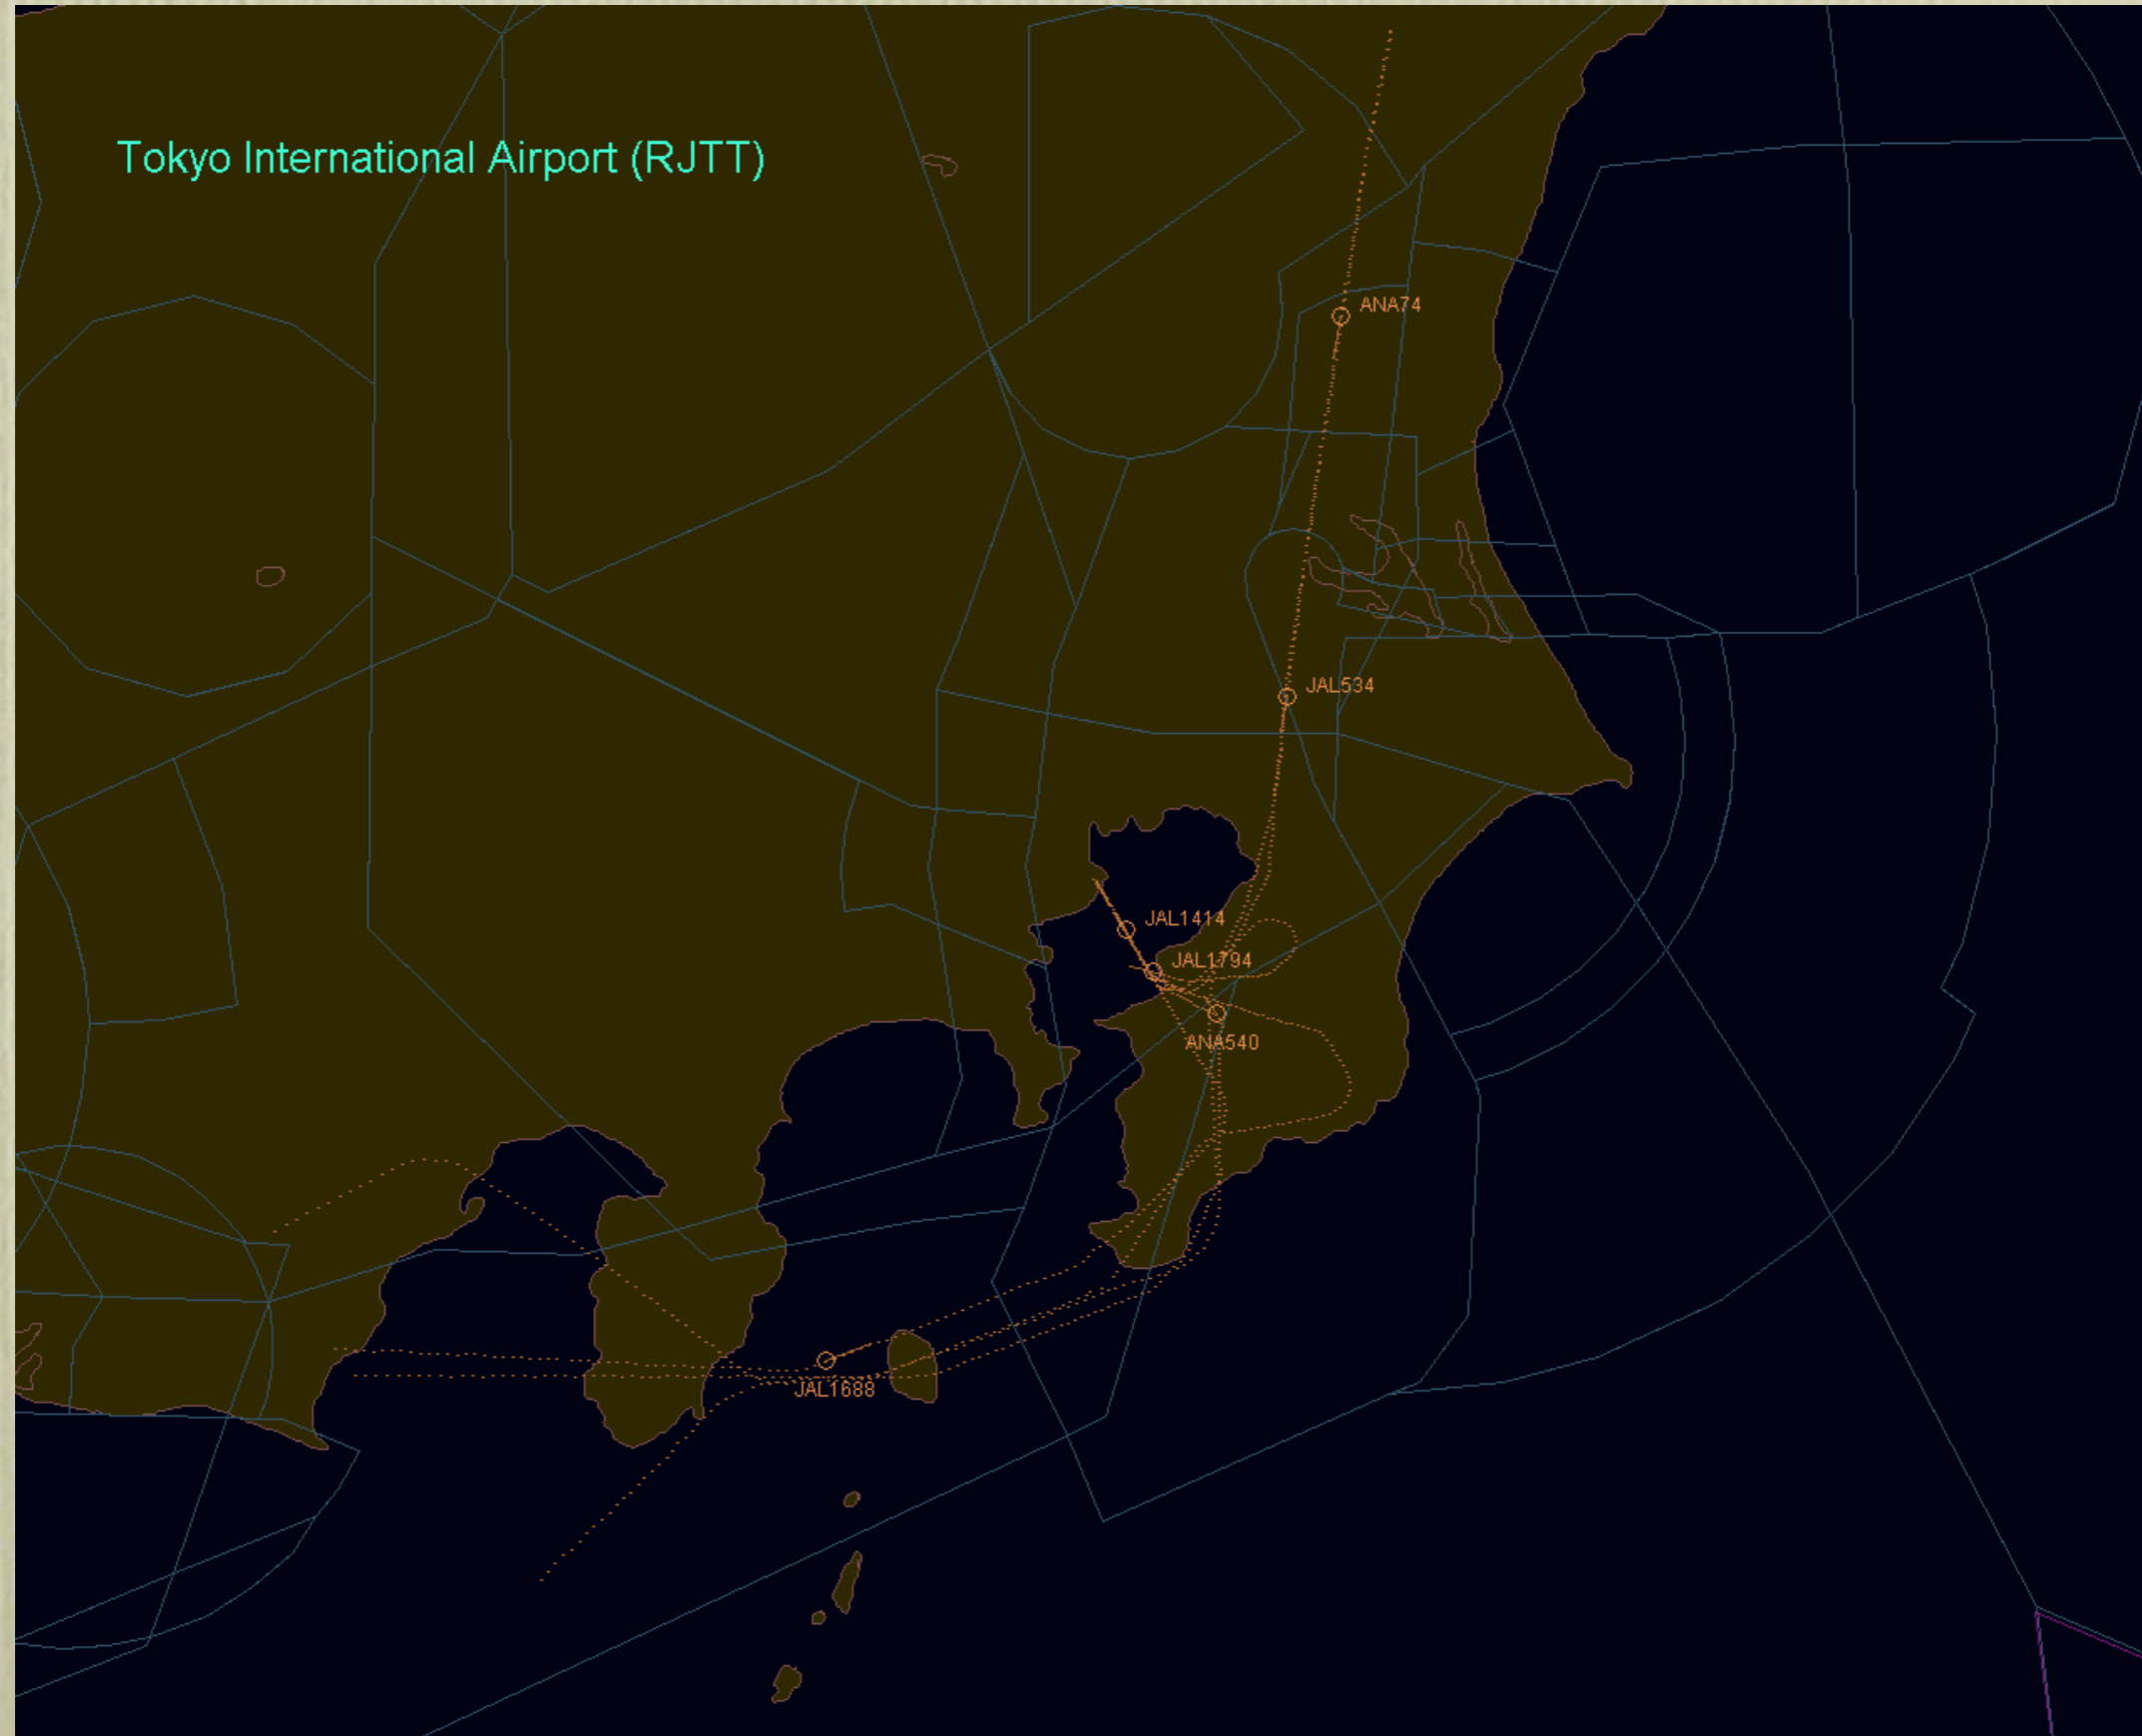 Tokyo International Airport (RJTT)
ANA74
JAL534
JAL1414
JAL1794
ANA540
JAL1688